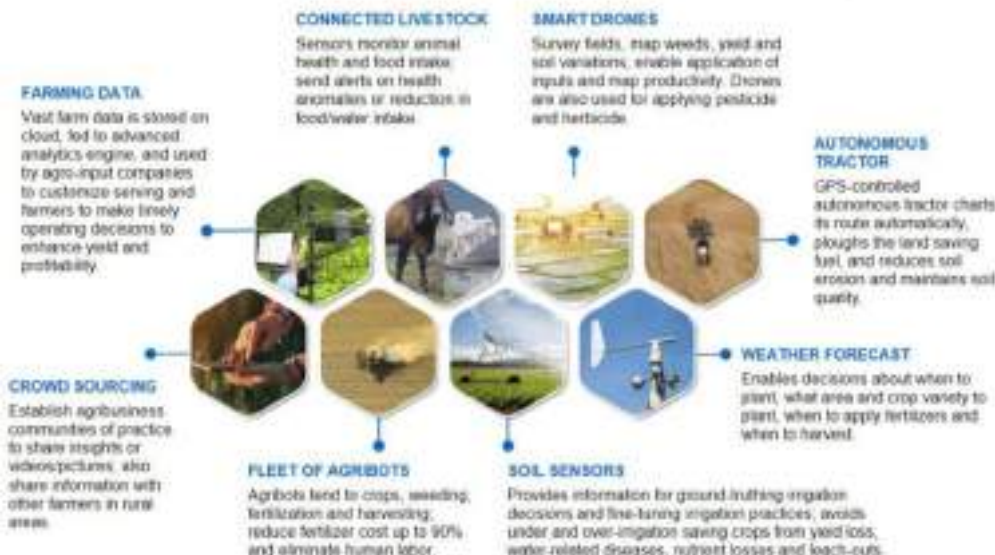 CONNECTED LIVESTOCK
Sensors monitor animal
health and food intake,
send alerts on health
anomalies or reduction in
food/water intake
SMART DRONES
Survey fields, map weeds, yield and
soil variations, enable application of
inputs and map productivity. Drones
are also used for applying pesticide
and herbicide.
FARMING DATA
Vast farm data is stored on
cloud, fed to advanced
analytics engine, and used
by agro-input companies
to customize serving and
farmers to make timely
operating decisions to
enhance yield and
profitability.
AUTONOMOUS
TRACTOR
GPS-controlled
autonomous tractor charts
its route automatically,
ploughs the land saving
fuel, and reduces soil
erosion and maintains soil
quality.
CROWD SOURCING
Establish agribusiness
communities of practice
to share insights or
videos/pictures; also
share information with
other farmers in rural
areas.
WEATHER FORECAST
Enables decisions about when to
plant, what area and crop variety to
plant, when to apply fertilizers and
when to harvest.
FLEET OF AGRIBOTS
Agribots tend to crops, weeding,
fertilization and harvesting;
reduce fertilizer cost up to 90%
and eliminate human labor
SOIL SENSORS
Provides information for ground-truthing irrigation
decisions and fine-tuning irrigation practices; avoids
under and over-irrigation saving crops from yield loss,
water-related diseases, nutrient losses and leach-outs